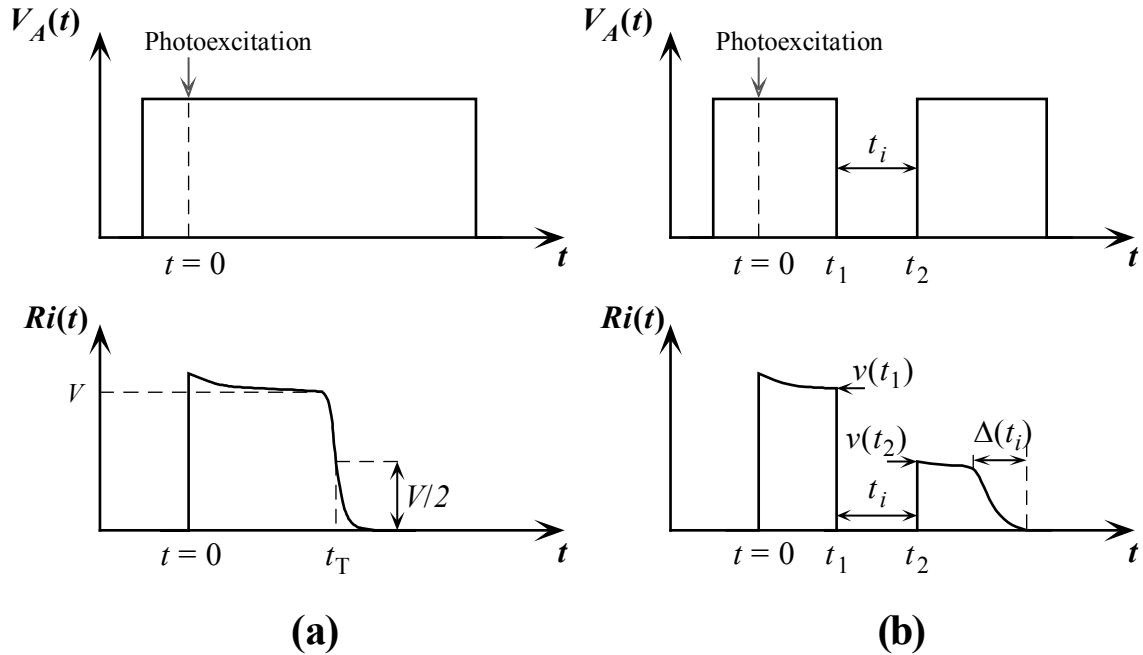 V_A(t)
Photoexcitation
t = 0
t
Ri(t)
V
V/2
t = 0
t_T
t
(a)
V_A(t)
Photoexcitation
t_i
t = 0
t_1
t_2
t
Ri(t)
v(t_1)
v(t_2)
Δ(t_i)
t_i
t = 0
t_1
t_2
t
(b)